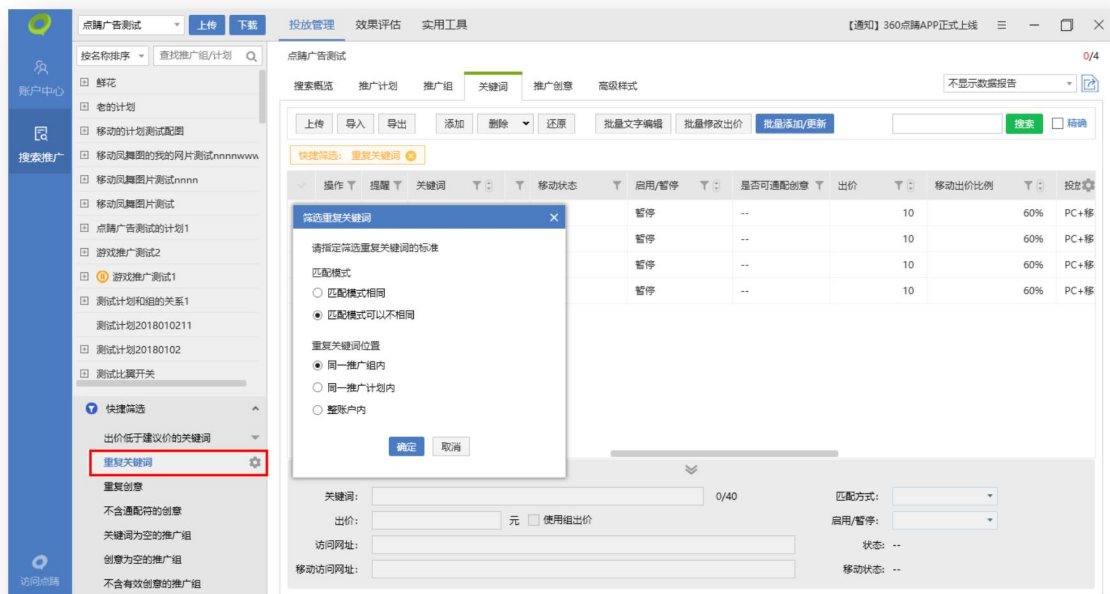 点睛广告测试 上传 下载 投放管理 效果评估 实用工具 【通知】360点睛APP正式上线
账户中心
搜索推广
访问点睛
按名称排序 查找推广组/计划
鲜花
老的计划
移动的计划测试配图
移动凤舞图的我的网片测试nnnnwww
移动凤舞图片测试nnnn
移动凤舞图片测试
点睛广告测试的计划1
游戏推广测试2
游戏推广测试1
测试计划和组的关系1
测试计划2018010211
测试计划20180102
测试比翼开关
快捷筛选
出价低于建议价的关键词
重复关键词
重复创意
不含通配符的创意
关键词为空的推广组
创意为空的推广组
不含有效创意的推广组
点睛广告测试 0/4
搜索概览 推广计划 推广组 关键词 推广创意 高级样式 不显示数据报告
上传 导入 导出 添加 删除 还原 批量文字编辑 批量修改出价 批量添加/更新 搜索 精确
快捷筛选: 重复关键词
操作 提醒 关键词 移动状态 启用/暂停 是否可通配创意 出价 移动出价比例 投放
暂停 -- 10 60% PC+移
暂停 -- 10 60% PC+移
暂停 -- 10 60% PC+移
暂停 -- 10 60% PC+移
筛选重复关键词
请指定筛选重复关键词的标准
匹配模式
匹配模式相同
匹配模式可以不相同
重复关键词位置
同一推广组内
同一推广计划内
整账户内
确定 取消
关键词: 0/40 匹配方式:
出价: 元 使用组出价 启用/暂停:
访问网址: 状态: --
移动访问网址: 移动状态: --